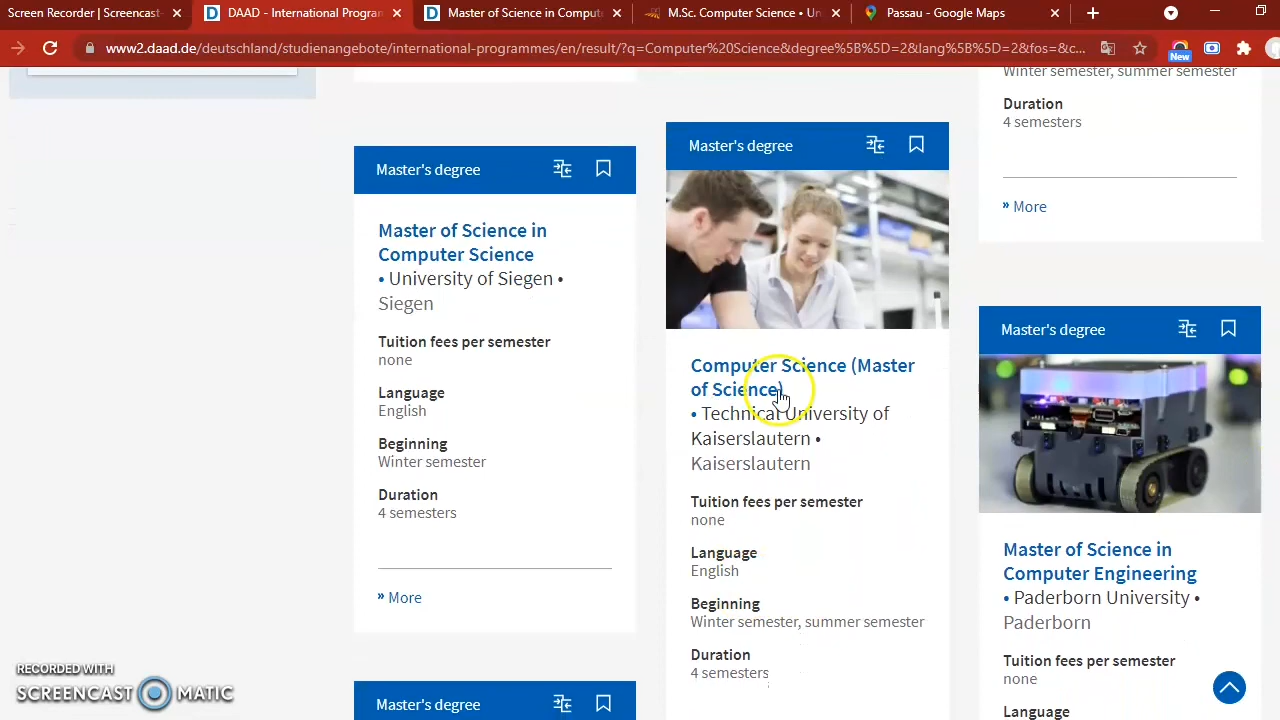 Screen Recorder | Screencast-
DAAD - International Program
Master of Science in Comput
M.Sc. Computer Science • Un
Passau - Google Maps
www2.daad.de/deutschland/studienangebote/international-programmes/en/result/?q=Computer%20Science&degree%5B%5D=2&lang%5B%5D=2&fos=&c...
New
Master's degree
Master of Science in
Computer Science
• University of Siegen •
Siegen
Tuition fees per semester
none
Language
English
Beginning
Winter semester
Duration
4 semesters
» More
Master's degree
Master's degree
Computer Science (Master
of Science)
• Technical University of
Kaiserslautern •
Kaiserslautern
Tuition fees per semester
none
Language
English
Beginning
Winter semester, summer semester
Duration
4 semesters
Winter semester, summer semester
Duration
4 semesters
» More
Master's degree
Master of Science in
Computer Engineering
• Paderborn University •
Paderborn
Tuition fees per semester
none
Language
RECORDED WITH
SCREENCAST MATIC